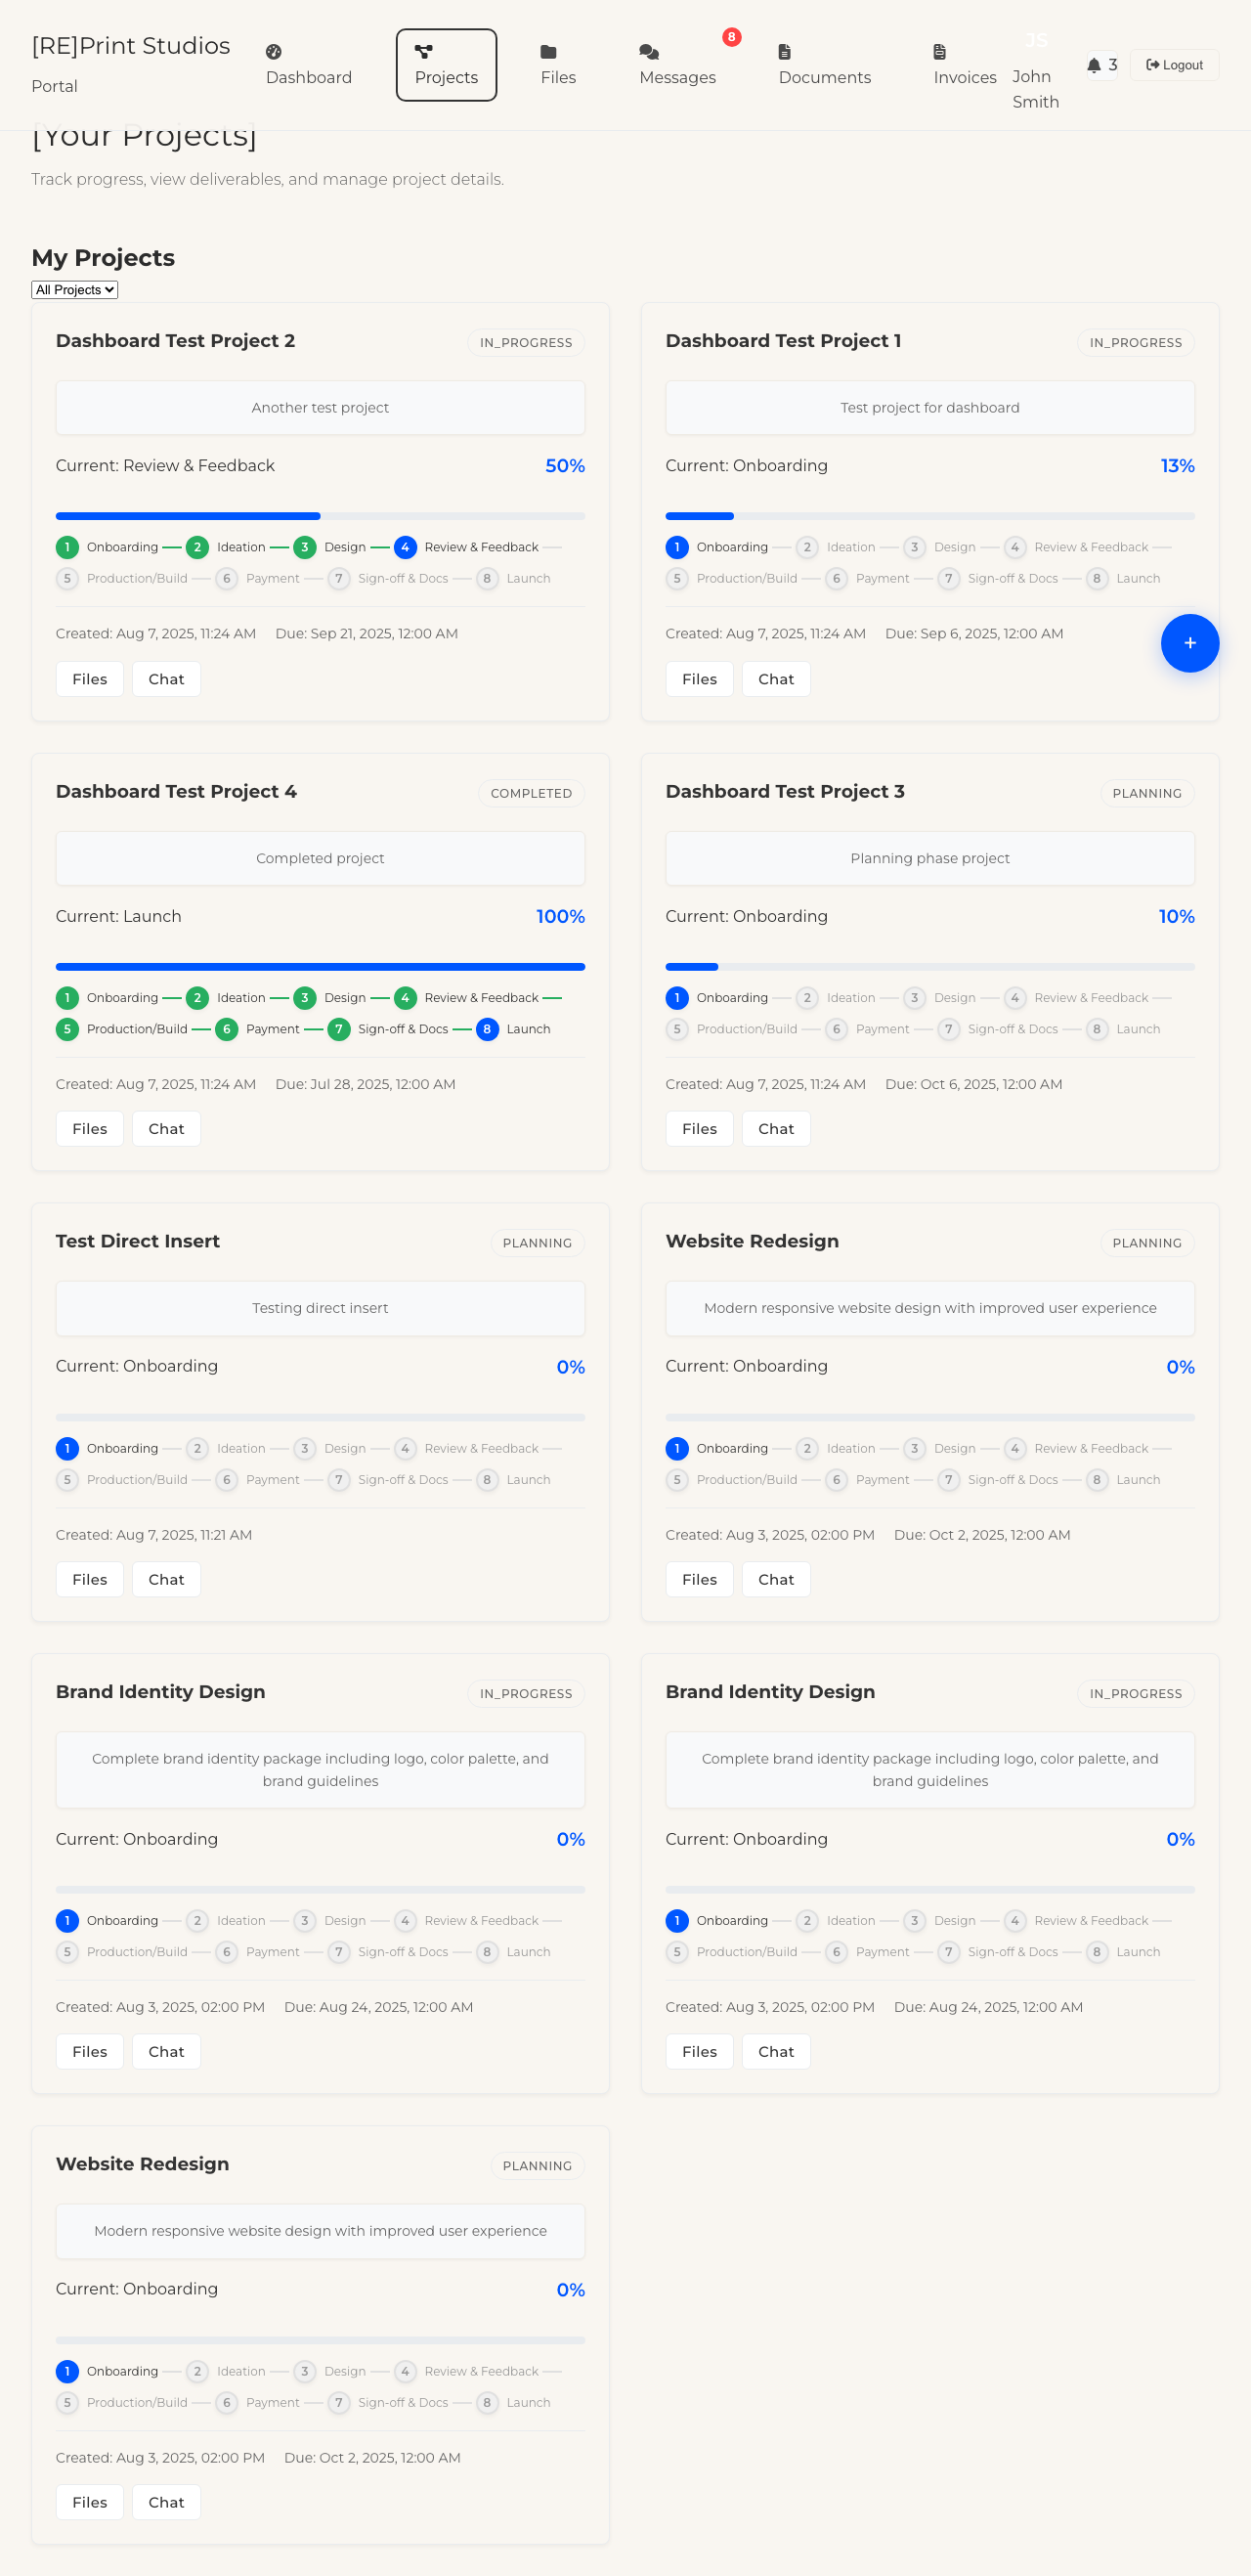 [RE]Print Studios
Portal
Dashboard
Projects
Files
8
Messages
Documents
Invoices
JS
John
Smith
3
Logout
[Your Projects]
Track progress, view deliverables, and manage project details.
My Projects
All Projects
Dashboard Test Project 2
IN_PROGRESS
Another test project
Current: Review & Feedback
50%
1 Onboarding 2 Ideation 3 Design 4 Review & Feedback
5 Production/Build 6 Payment 7 Sign-off & Docs 8 Launch
Created: Aug 7, 2025, 11:24 AM Due: Sep 21, 2025, 12:00 AM
Files Chat
Dashboard Test Project 1
IN_PROGRESS
Test project for dashboard
Current: Onboarding
13%
1 Onboarding 2 Ideation 3 Design 4 Review & Feedback
5 Production/Build 6 Payment 7 Sign-off & Docs 8 Launch
Created: Aug 7, 2025, 11:24 AM Due: Sep 6, 2025, 12:00 AM
+
Files Chat
Dashboard Test Project 4
COMPLETED
Completed project
Current: Launch
100%
1 Onboarding 2 Ideation 3 Design 4 Review & Feedback
5 Production/Build 6 Payment 7 Sign-off & Docs 8 Launch
Created: Aug 7, 2025, 11:24 AM Due: Jul 28, 2025, 12:00 AM
Files Chat
Dashboard Test Project 3
PLANNING
Planning phase project
Current: Onboarding
10%
1 Onboarding 2 Ideation 3 Design 4 Review & Feedback
5 Production/Build 6 Payment 7 Sign-off & Docs 8 Launch
Created: Aug 7, 2025, 11:24 AM Due: Oct 6, 2025, 12:00 AM
Files Chat
Test Direct Insert
PLANNING
Testing direct insert
Current: Onboarding
0%
1 Onboarding 2 Ideation 3 Design 4 Review & Feedback
5 Production/Build 6 Payment 7 Sign-off & Docs 8 Launch
Created: Aug 7, 2025, 11:21 AM
Files Chat
Website Redesign
PLANNING
Modern responsive website design with improved user experience
Current: Onboarding
0%
1 Onboarding 2 Ideation 3 Design 4 Review & Feedback
5 Production/Build 6 Payment 7 Sign-off & Docs 8 Launch
Created: Aug 3, 2025, 02:00 PM Due: Oct 2, 2025, 12:00 AM
Files Chat
Brand Identity Design
IN_PROGRESS
Complete brand identity package including logo, color palette, and
brand guidelines
Current: Onboarding
0%
1 Onboarding 2 Ideation 3 Design 4 Review & Feedback
5 Production/Build 6 Payment 7 Sign-off & Docs 8 Launch
Created: Aug 3, 2025, 02:00 PM Due: Aug 24, 2025, 12:00 AM
Files Chat
Brand Identity Design
IN_PROGRESS
Complete brand identity package including logo, color palette, and
brand guidelines
Current: Onboarding
0%
1 Onboarding 2 Ideation 3 Design 4 Review & Feedback
5 Production/Build 6 Payment 7 Sign-off & Docs 8 Launch
Created: Aug 3, 2025, 02:00 PM Due: Aug 24, 2025, 12:00 AM
Files Chat
Website Redesign
PLANNING
Modern responsive website design with improved user experience
Current: Onboarding
0%
1 Onboarding 2 Ideation 3 Design 4 Review & Feedback
5 Production/Build 6 Payment 7 Sign-off & Docs 8 Launch
Created: Aug 3, 2025, 02:00 PM Due: Oct 2, 2025, 12:00 AM
Files Chat